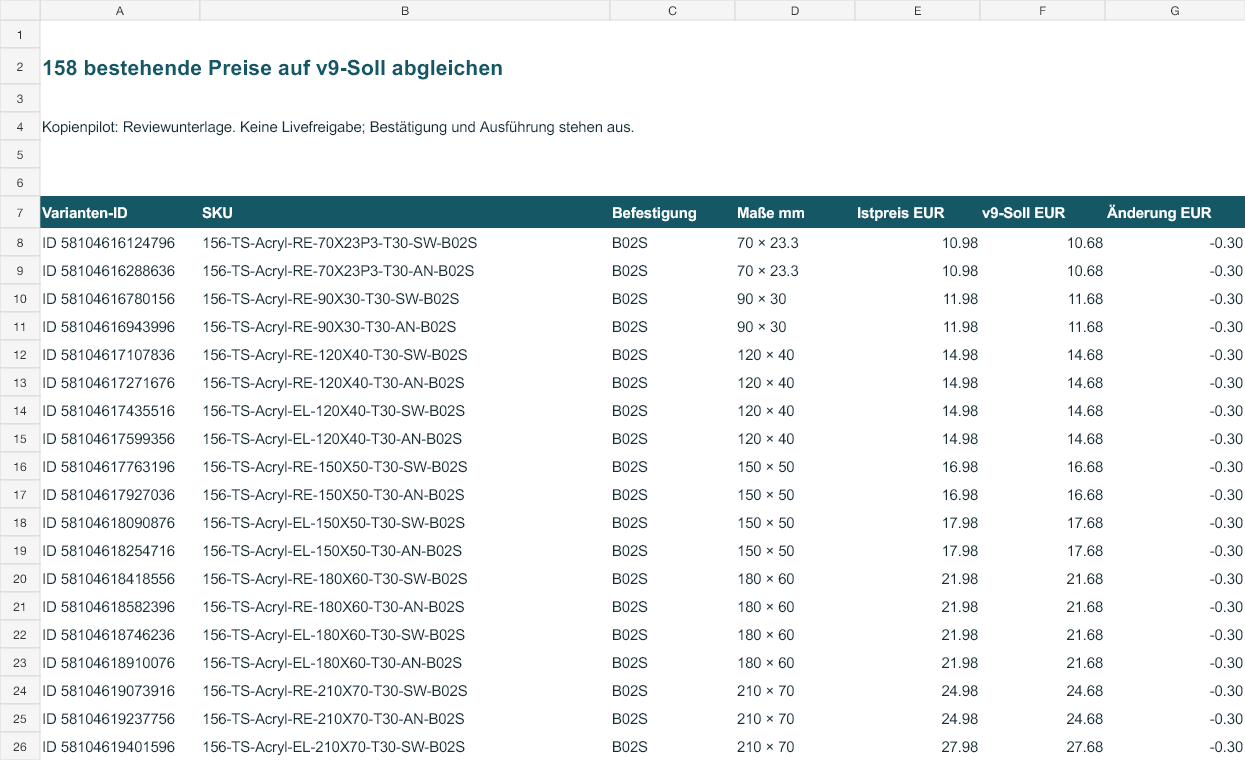 A B C D E F G
1
2 158 bestehende Preise auf v9-Soll abgleichen
3
4 Kopienpilot: Reviewunterlage. Keine Livefreigabe; Bestätigung und Ausführung stehen aus.
5
6
7 Varianten-ID SKU Befestigung Maße mm Istpreis EUR v9-Soll EUR Änderung EUR
8 ID 58104616124796 156-TS-Acryl-RE-70X23P3-T30-SW-B02S B02S 70 × 23.3 10.98 10.68 -0.30
9 ID 58104616288636 156-TS-Acryl-RE-70X23P3-T30-AN-B02S B02S 70 × 23.3 10.98 10.68 -0.30
10 ID 58104616780156 156-TS-Acryl-RE-90X30-T30-SW-B02S B02S 90 × 30 11.98 11.68 -0.30
11 ID 58104616943996 156-TS-Acryl-RE-90X30-T30-AN-B02S B02S 90 × 30 11.98 11.68 -0.30
12 ID 58104617107836 156-TS-Acryl-RE-120X40-T30-SW-B02S B02S 120 × 40 14.98 14.68 -0.30
13 ID 58104617271676 156-TS-Acryl-RE-120X40-T30-AN-B02S B02S 120 × 40 14.98 14.68 -0.30
14 ID 58104617435516 156-TS-Acryl-EL-120X40-T30-SW-B02S B02S 120 × 40 14.98 14.68 -0.30
15 ID 58104617599356 156-TS-Acryl-EL-120X40-T30-AN-B02S B02S 120 × 40 14.98 14.68 -0.30
16 ID 58104617763196 156-TS-Acryl-RE-150X50-T30-SW-B02S B02S 150 × 50 16.98 16.68 -0.30
17 ID 58104617927036 156-TS-Acryl-RE-150X50-T30-AN-B02S B02S 150 × 50 16.98 16.68 -0.30
18 ID 58104618090876 156-TS-Acryl-EL-150X50-T30-SW-B02S B02S 150 × 50 17.98 17.68 -0.30
19 ID 58104618254716 156-TS-Acryl-EL-150X50-T30-AN-B02S B02S 150 × 50 17.98 17.68 -0.30
20 ID 58104618418556 156-TS-Acryl-RE-180X60-T30-SW-B02S B02S 180 × 60 21.98 21.68 -0.30
21 ID 58104618582396 156-TS-Acryl-RE-180X60-T30-AN-B02S B02S 180 × 60 21.98 21.68 -0.30
22 ID 58104618746236 156-TS-Acryl-EL-180X60-T30-SW-B02S B02S 180 × 60 21.98 21.68 -0.30
23 ID 58104618910076 156-TS-Acryl-EL-180X60-T30-AN-B02S B02S 180 × 60 21.98 21.68 -0.30
24 ID 58104619073916 156-TS-Acryl-RE-210X70-T30-SW-B02S B02S 210 × 70 24.98 24.68 -0.30
25 ID 58104619237756 156-TS-Acryl-RE-210X70-T30-AN-B02S B02S 210 × 70 24.98 24.68 -0.30
26 ID 58104619401596 156-TS-Acryl-EL-210X70-T30-SW-B02S B02S 210 × 70 27.98 27.68 -0.30